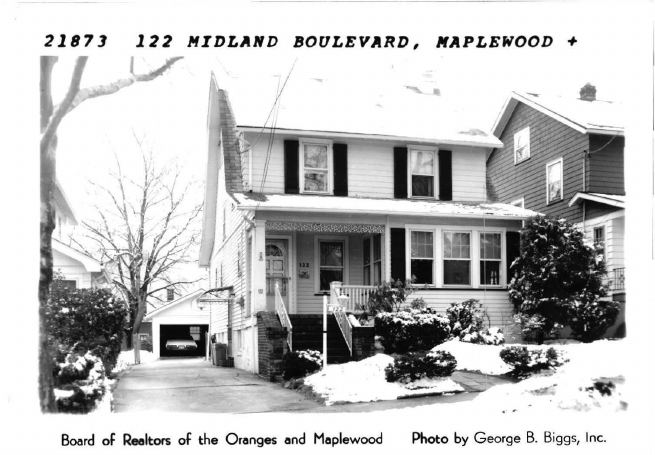 21873 122 MIDLAND BOULEVARD, MAPLEWOOD +
122
Board of Realtors of the Oranges and Maplewood Photo by George B. Biggs, Inc.